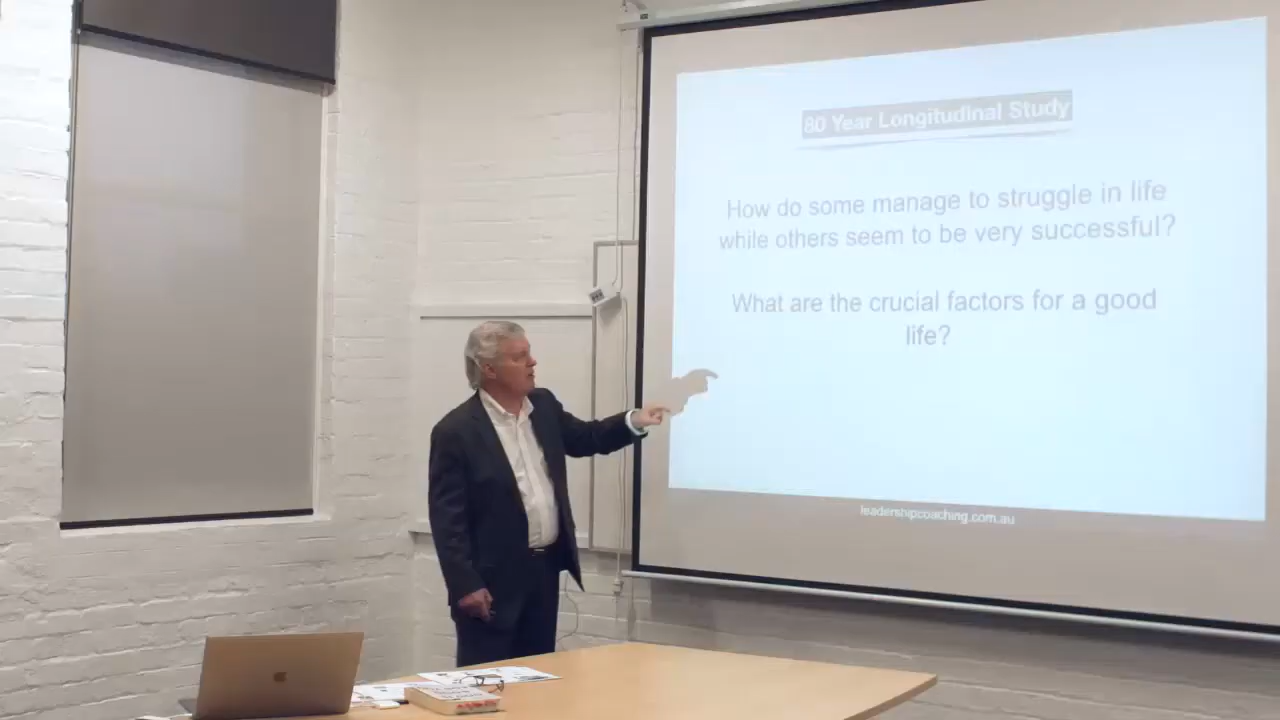 80 Year Longitudinal Study
How do some manage to struggle in life
while others seem to be very successful?
What are the crucial factors for a good
life?
leadershipcoaching.com.au